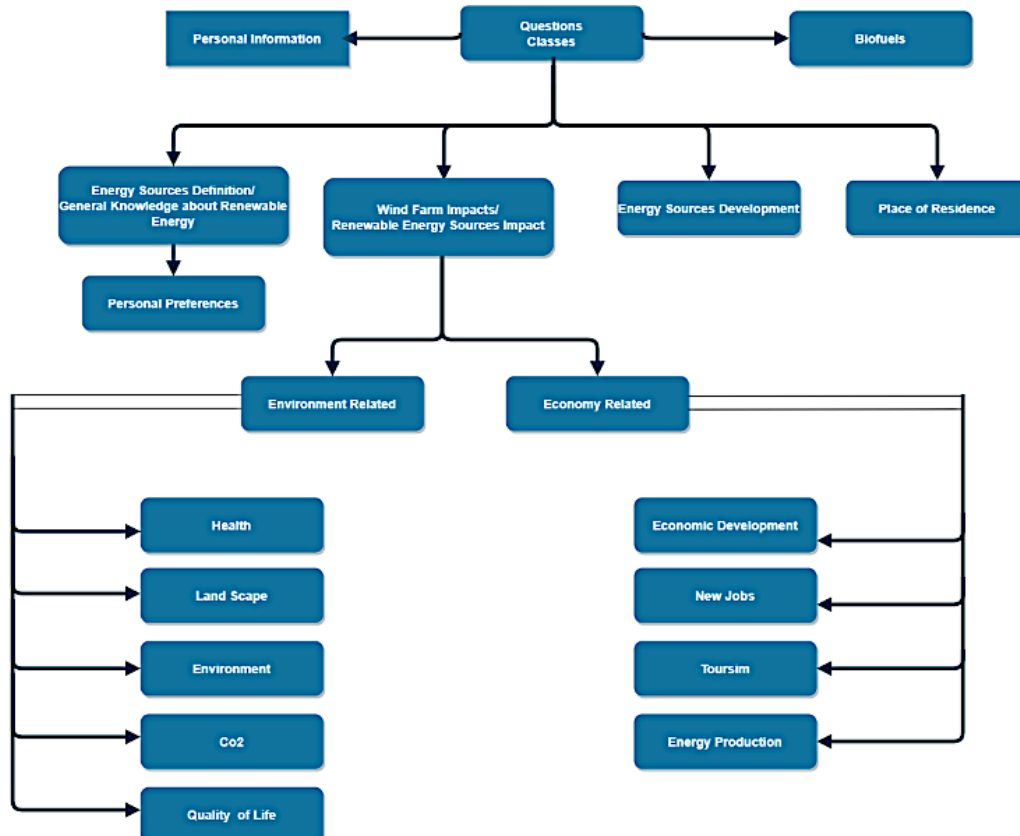 Personal Information
Questions
Classes
Biofuels
Energy Sources Definition/
General Knowledge about Renewable
Energy
Wind Farm Impacts/
Renewable Energy Sources Impact
Energy Sources Development
Place of Residence
Personal Preferences
Environment Related
Economy Related
Health
Land Scape
Environment
Co2
Quality of Life
Economic Development
New Jobs
Toursim
Energy Production